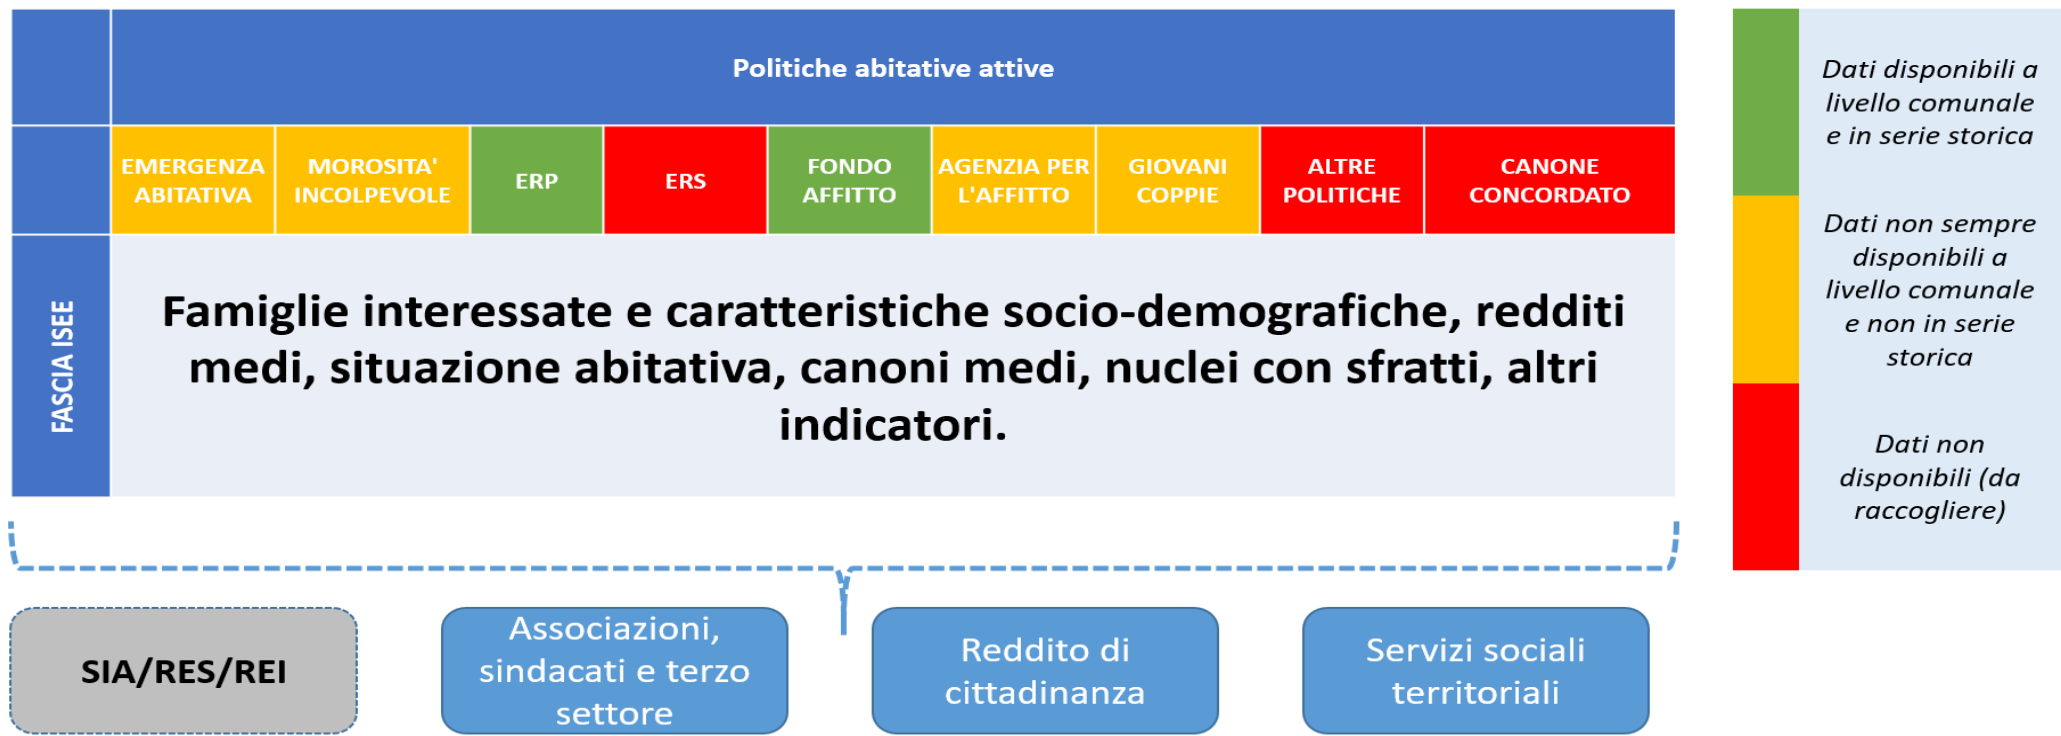 Politiche abitative attive
EMERGENZA
ABITATIVA
MOROSITA'
INCOLPEVOLE
ERP
ERS
FONDO
AFFITTO
AGENZIA PER
L'AFFITTO
GIOVANI
COPPIE
ALTRE
POLITICHE
CANONE
CONCORDATO
FASCIA ISEE
Famiglie interessate e caratteristiche socio-demografiche, redditi
medi, situazione abitativa, canoni medi, nuclei con sfratti, altri
indicatori.
Dati disponibili a
livello comunale
e in serie storica
Dati non sempre
disponibili a
livello comunale
e non in serie
storica
Dati non
disponibili (da
raccogliere)
SIA/RES/REI
Associazioni,
sindacati e terzo
settore
Reddito di
cittadinanza
Servizi sociali
territoriali